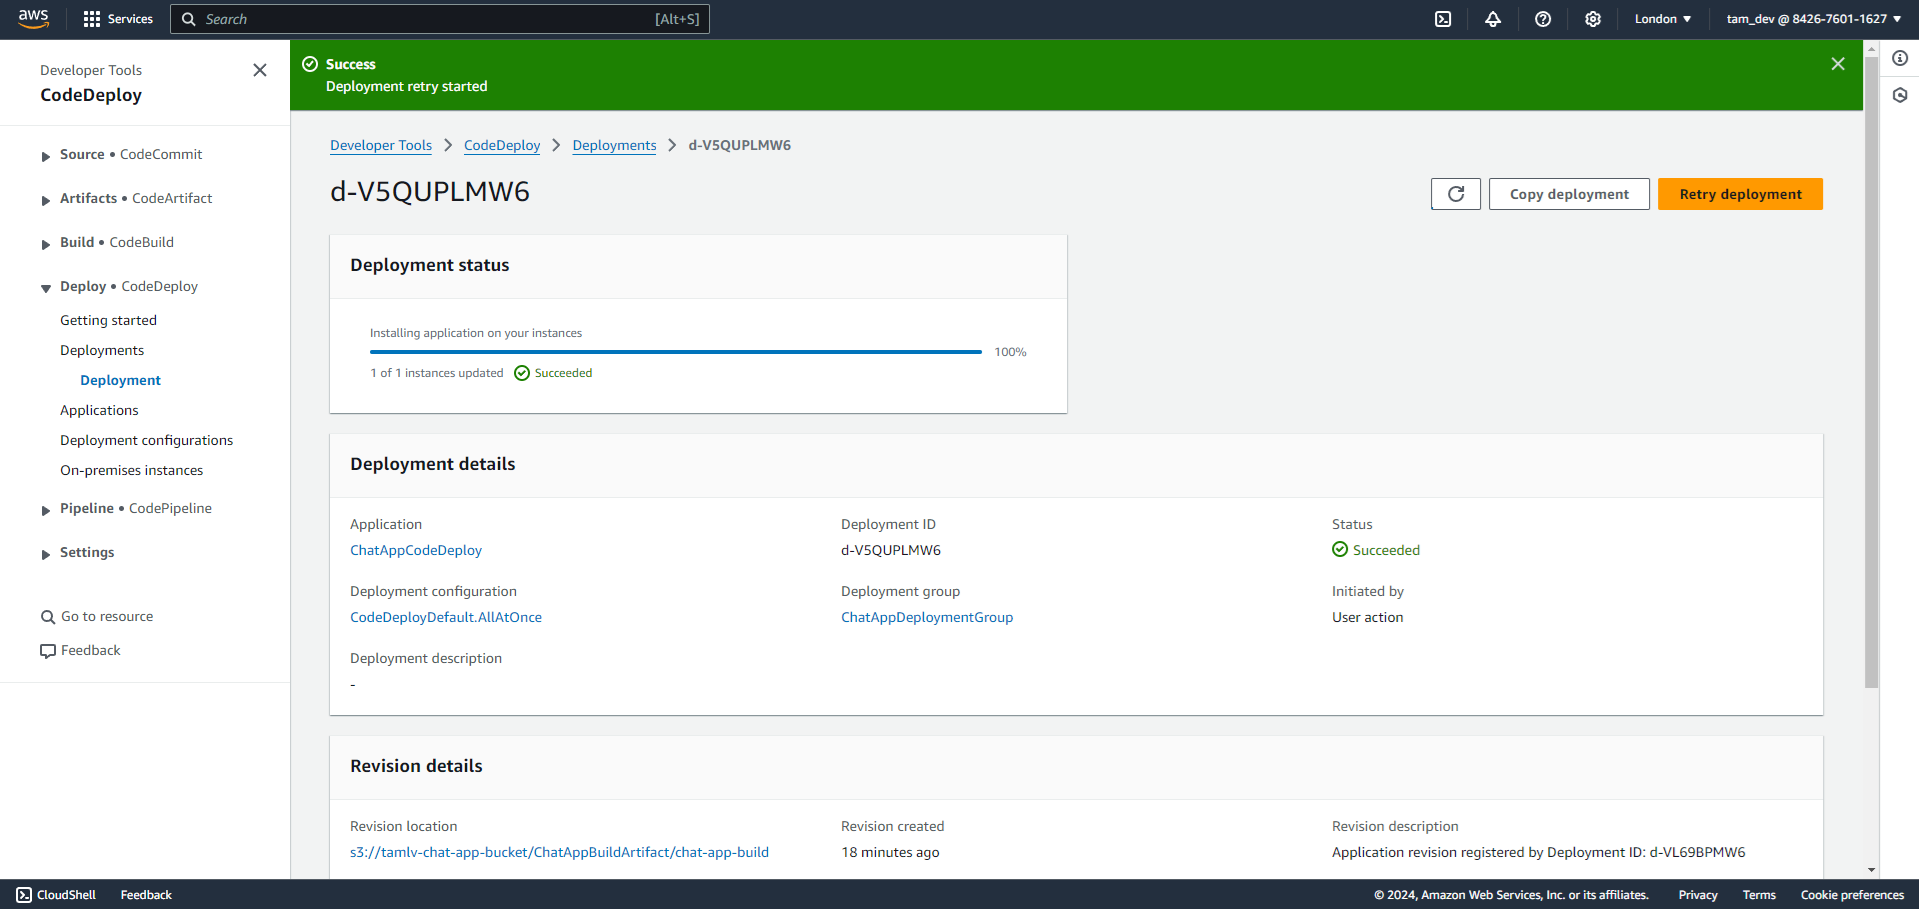 aws
Services
Search
[Alt+S]
London
tam_dev @ 8426-7601-1627
Developer Tools
CodeDeploy
Source • CodeCommit
Artifacts • CodeArtifact
Build • CodeBuild
Deploy • CodeDeploy
Getting started
Deployments
Deployment
Applications
Deployment configurations
On-premises instances
Pipeline • CodePipeline
Settings
Go to resource
Feedback
Success
Deployment retry started
Developer Tools > CodeDeploy > Deployments > d-V5QUPLMW6
d-V5QUPLMW6
Copy deployment
Retry deployment
Deployment status
Installing application on your instances
100%
1 of 1 instances updated Succeeded
Deployment details
Application
ChatAppCodeDeploy
Deployment ID
d-V5QUPLMW6
Status
Succeeded
Deployment configuration
CodeDeployDefault.AllAtOnce
Deployment group
ChatAppDeploymentGroup
Initiated by
User action
Deployment description
-
Revision details
Revision location
s3://tamlv-chat-app-bucket/ChatAppBuildArtifact/chat-app-build
Revision created
18 minutes ago
Revision description
Application revision registered by Deployment ID: d-VL69BPMW6
CloudShell
Feedback
© 2024, Amazon Web Services, Inc. or its affiliates.
Privacy
Terms
Cookie preferences